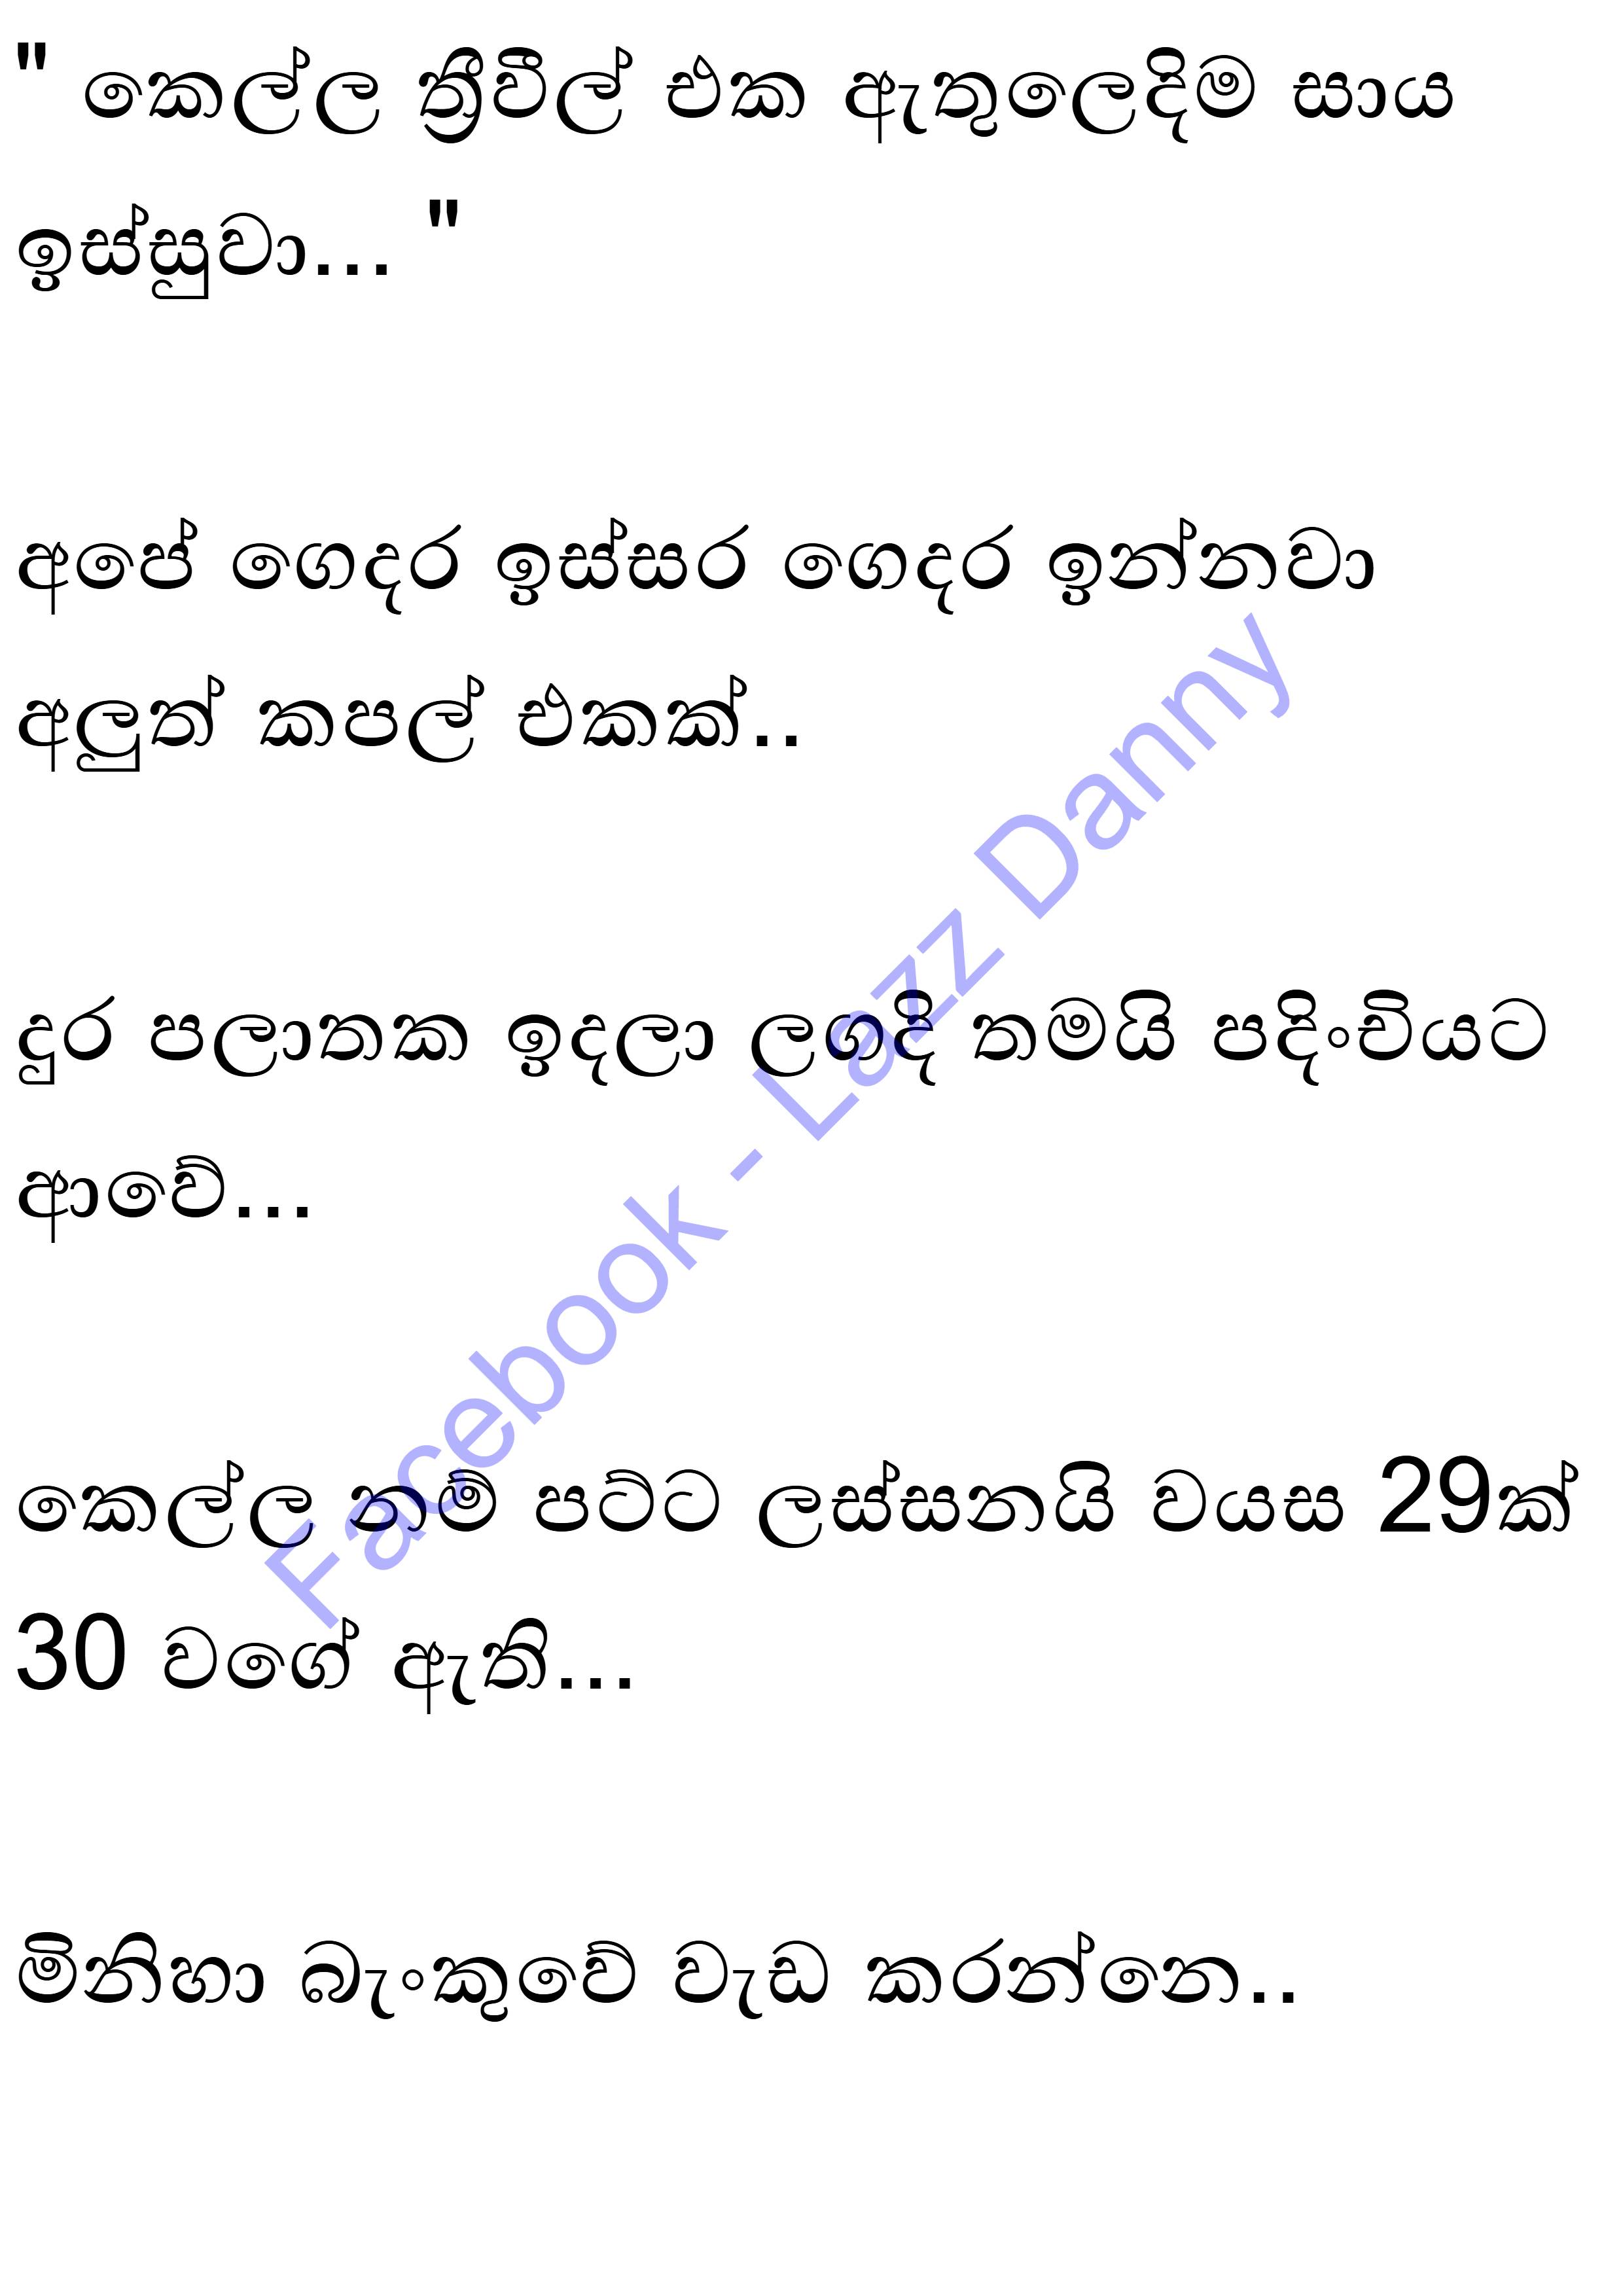 " කෙල්ල ත්‍රීවීල් එක ඇතුලෙදිම සාය
ඉස්සුවා... "
අපේ ගෙදර ඉස්සර ගෙදර ඉන්නවා
අලුත් කපල් එකක්..
දුර පලාතක ඉදලා ලගදි තමයි පදිංචියට
ආවේ...
කෙල්ල නම් පට්ට ලස්සනයි වයස 29ක්
30 වගේ ඇති...
මිනිහා බැංකුවේ වැඩ කරන්නෙ..
Facebook - Lazz Danny